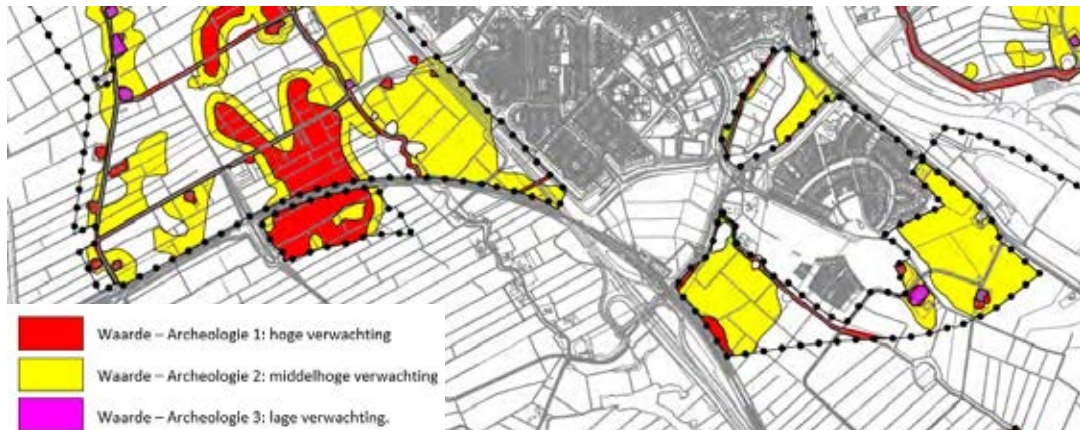 Waarde – Archeologie 1: hoge verwachting
Waarde – Archeologie 2: middelhoge verwachting
Waarde – Archeologie 3: lage verwachting.